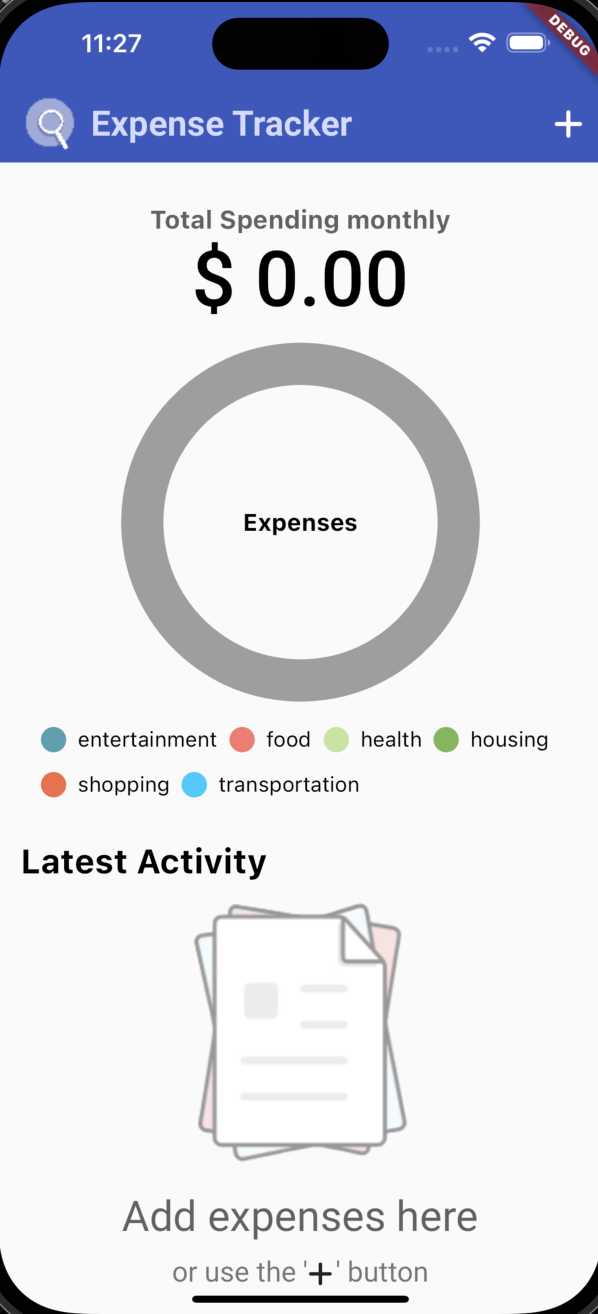 11:27
DEBUG
Expense Tracker
Total Spending monthly
$ 0.00
Expenses
entertainment food health housing
shopping transportation
Latest Activity
Add expenses here
or use the '+' button